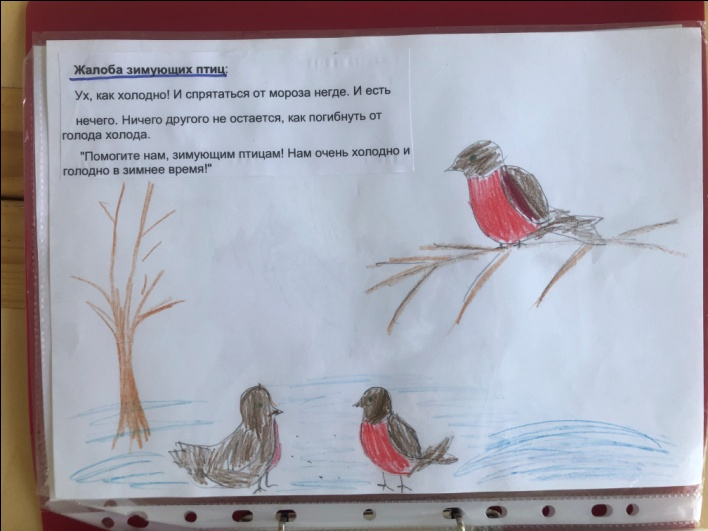 Жалоба зимующих птиц:
Ух, как холодно! И спрятаться от мороза негде. И есть
нечего. Ничего другого не остается, как погибнуть от
голода холода.
"Помогите нам, зимующим птицам! Нам очень холодно и
голодно в зимнее время!"